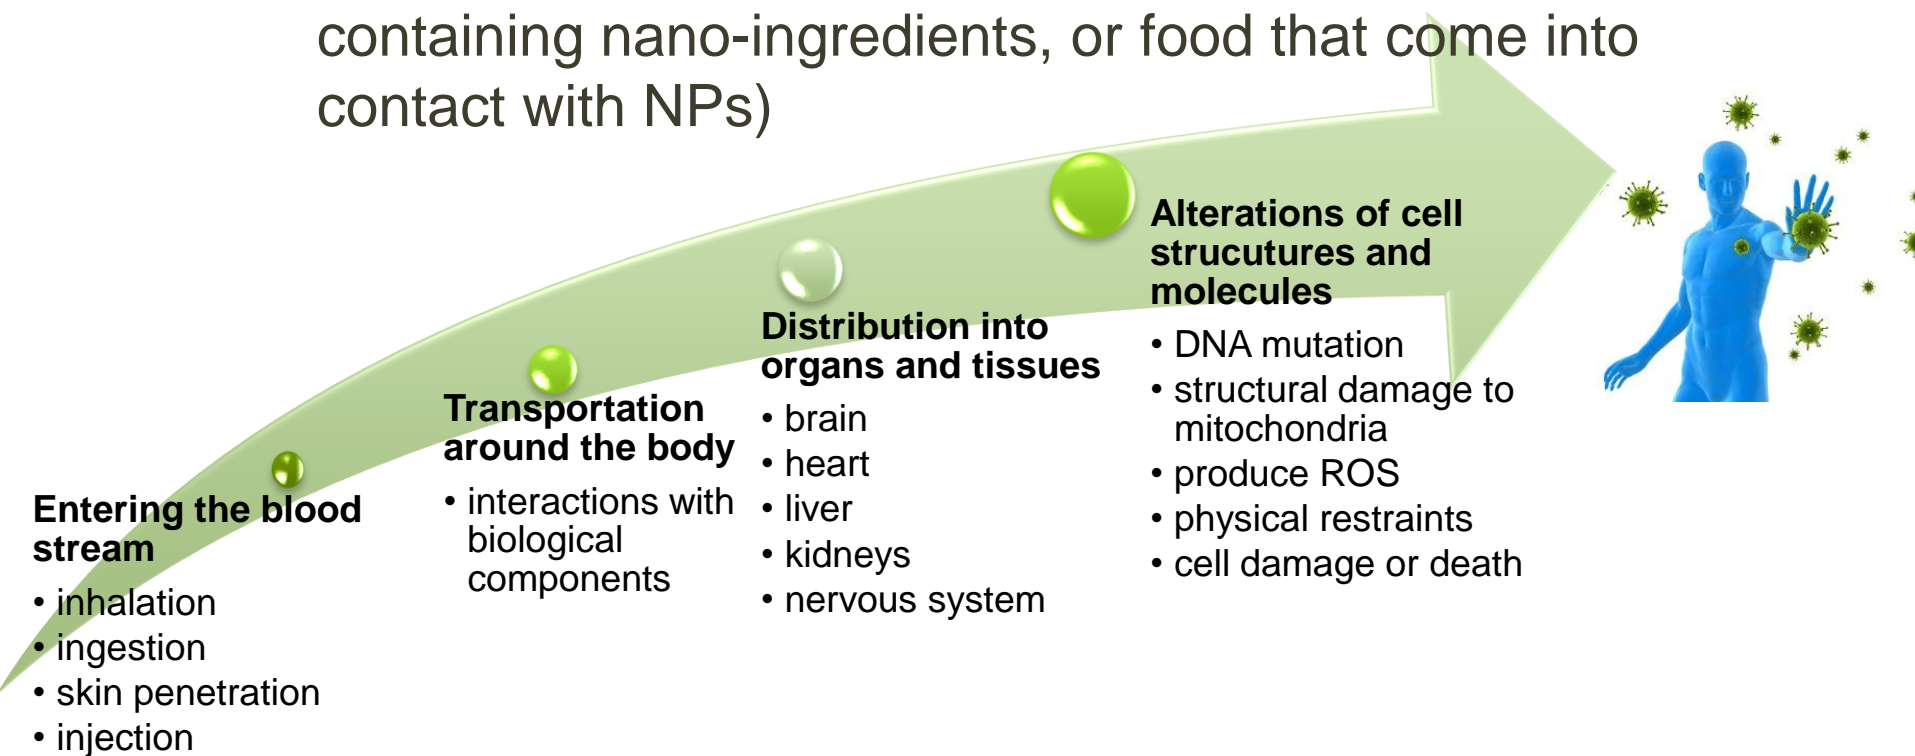 containing nano-ingredients, or food that come into
contact with NPs)
Entering the blood
stream
• inhalation
• ingestion
• skin penetration
• injection
Transportation
around the body
• interactions with
biological
components
Distribution into
organs and tissues
• brain
• heart
• liver
• kidneys
• nervous system
Alterations of cell
strucutures and
molecules
• DNA mutation
• structural damage to
mitochondria
• produce ROS
• physical restraints
• cell damage or death